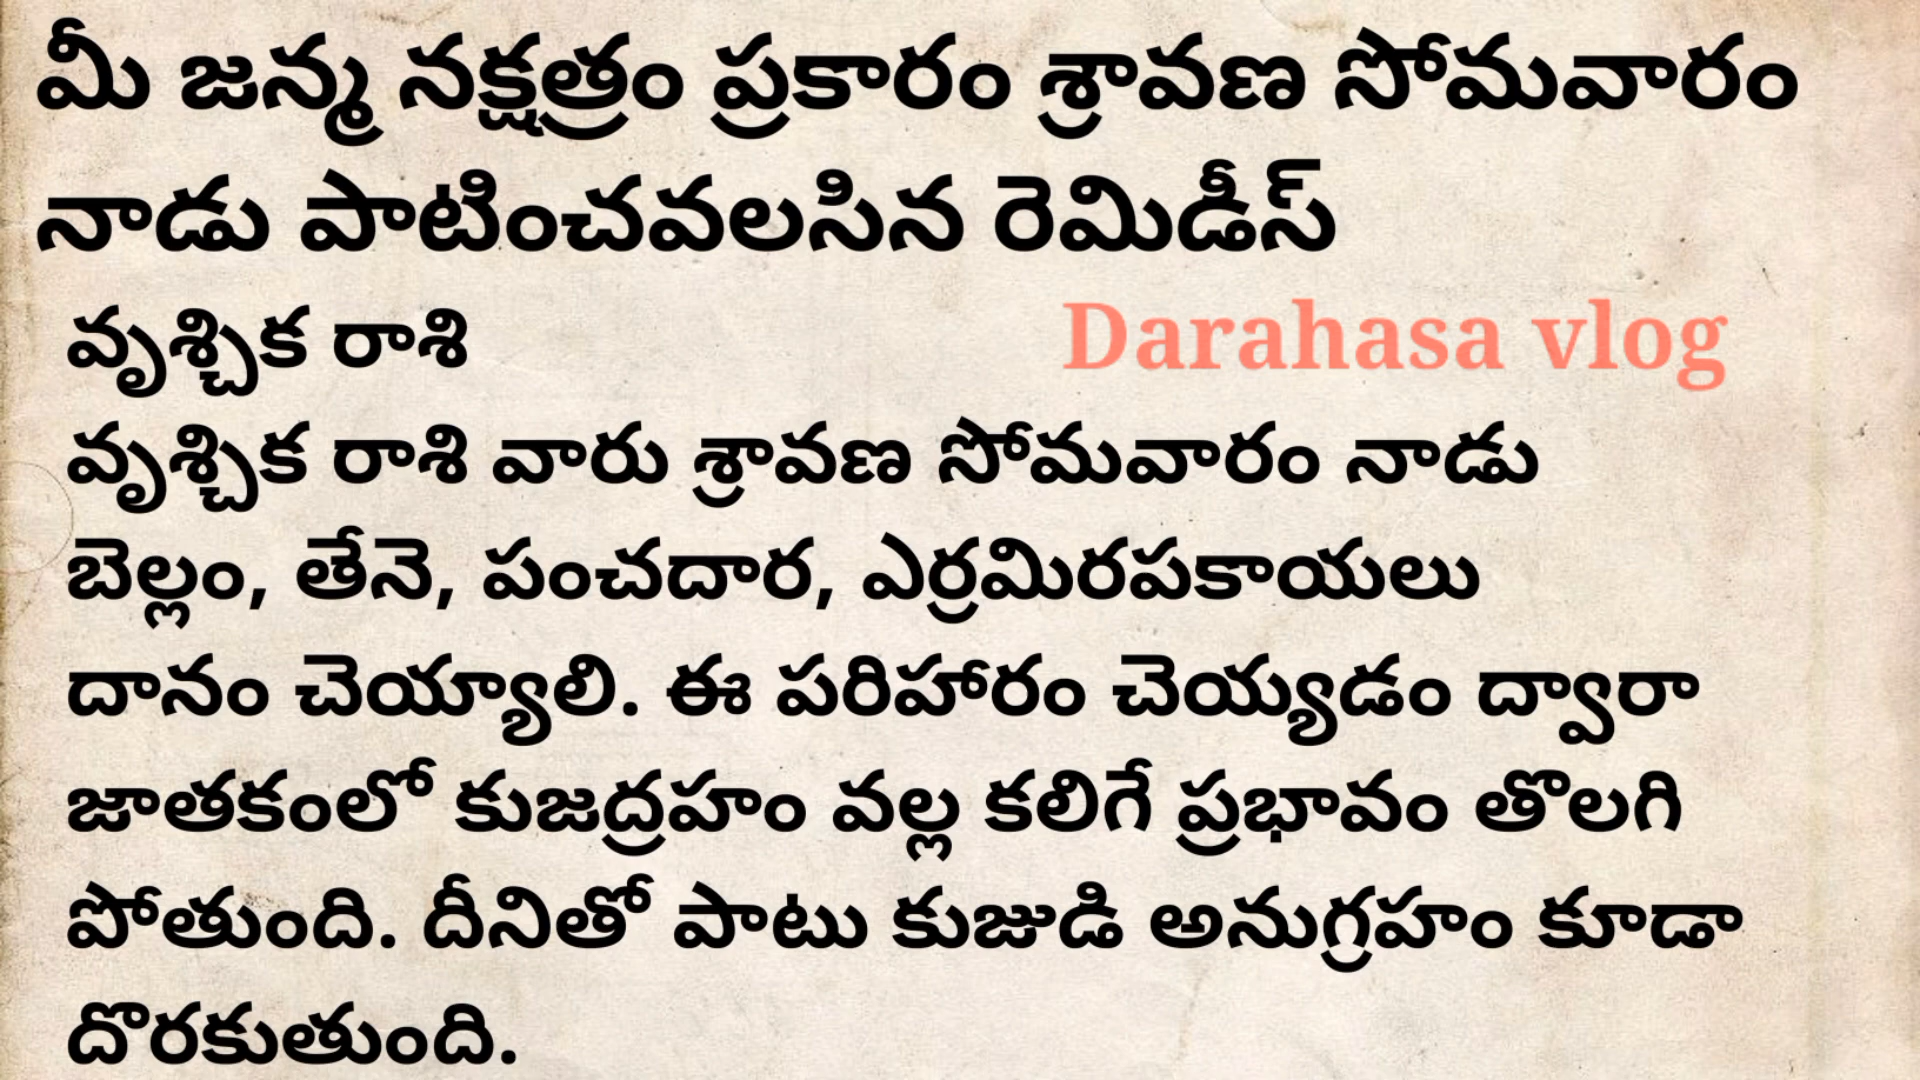 మీ జన్మ నక్షత్రం ప్రకారం శ్రావణ సోమవారం
నాడు పాటించవలసిన రెమిడీస్
వృశ్చిక రాశి
Darahasa vlog
వృశ్చిక రాశి వారు శ్రావణ సోమవారం నాడు
బెల్లం, తేనె, పంచదార, ఎర్రమిరపకాయలు
దానం చెయ్యాలి. ఈ పరిహారం చెయ్యడం ద్వారా
జాతకంలో కుజద్రహం వల్ల కలిగే ప్రభావం తొలగి
పోతుంది. దీనితో పాటు కుజుడి అనుగ్రహం కూడా
దొరకుతుంది.